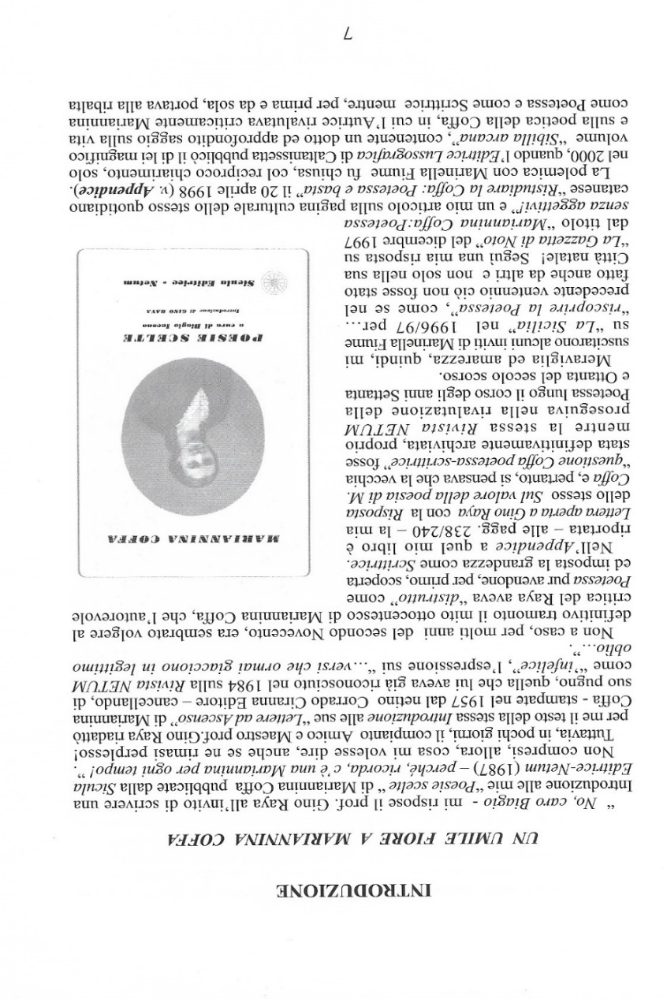 INTRODUZIONE
UN UMILE FIORE A MARIANNINA COFFA
“ No, caro Biagio - mi rispose il prof. Gino Raya all’invito di scrivere una
Introduzione alle mie “Poesie scelte “ di Mariannina Coffa pubblicate dalla Sicula
Editrice-Netum (1987) – perché, ricorda, c’è una Mariannina per ogni tempo! ”.
Non compresi, allora, cosa mi volesse dire, anche se ne rimasi perplesso!
Tuttavia, in pochi giorni, il compianto Amico e Maestro prof.Gino Raya riadattò
per me il testo della stessa Introduzione alle sue “Lettere ad Ascenso” di Mariannina
Coffa - stampate nel 1957 dal netino Corrado Ciranna Editore – cancellando, di
suo pugno, quella che lui aveva già riconosciuto nel 1984 sulla Rivista NETUM
come “’infelice”, l’espressione sui “…versi che ormai giacciono in legittimo
oblio…”.
Non a caso, per molti anni del secondo Novecento, era sembrato volgere al
definitivo tramonto il mito ottocentesco di Mariannina Coffa, che l’autorevole
critica del Raya aveva “distrutto” come
Poetessa pur avendone, per primo, scoperta
ed imposta la grandezza come Scrittrice.
Nell’Appendice a quel mio libro è
riportata – alle pagg. 238/240 – la mia
Lettera aperta a Gino Raya con la Risposta
dello stesso Sul valore della poesia di M.
Coffa e, pertanto, si pensava che la vecchia
“questione Coffa poetessa-scrittrice” fosse
stata definitivamente archiviata, proprio
mentre la stessa Rivista NETUM
proseguiva nella rivalutazione della
Poetessa lungo il corso degli anni Settanta
e Ottanta del secolo scorso.
Meraviglia ed amarezza, quindi, mi
suscitarono alcuni inviti di Marinella Fiume
su “La Sicilia” nel 1996/97 per…
“riscoprire la Poetessa”, come se nel
precedente ventennio ciò non fosse stato
fatto anche da altri e non solo nella sua
Città natale! Seguì una mia risposta su
“La Gazzetta di Noto” del dicembre 1997
dal titolo “Mariannina Coffa:Poetessa
senza aggettivi!” e un mio articolo sulla pagina culturale dello stesso quotidiano
catanese “Ristudiare la Coffa: Poetessa e basta” il 20 aprile 1998 (v. Appendice).
La polemica con Marinella Fiume fu chiusa, col reciproco chiarimento, solo
nel 2000, quando l’Editrice Lussografica di Caltanissetta pubblicò il di lei magnifico
volume “Sibilla arcana”, contenente un dotto ed approfondito saggio sulla vita
e sulla poetica della Coffa, in cui l’Autrice rivalutava criticamente Mariannina
come Poetessa e come Scrittrice mentre, per prima e da sola, portava alla ribalta
MARIANNINA COFFA
POESIE SCELTE
a cura di Biagio Iacono
Introduzione di GINO RAYA
Sicula Editrice - Netum
7